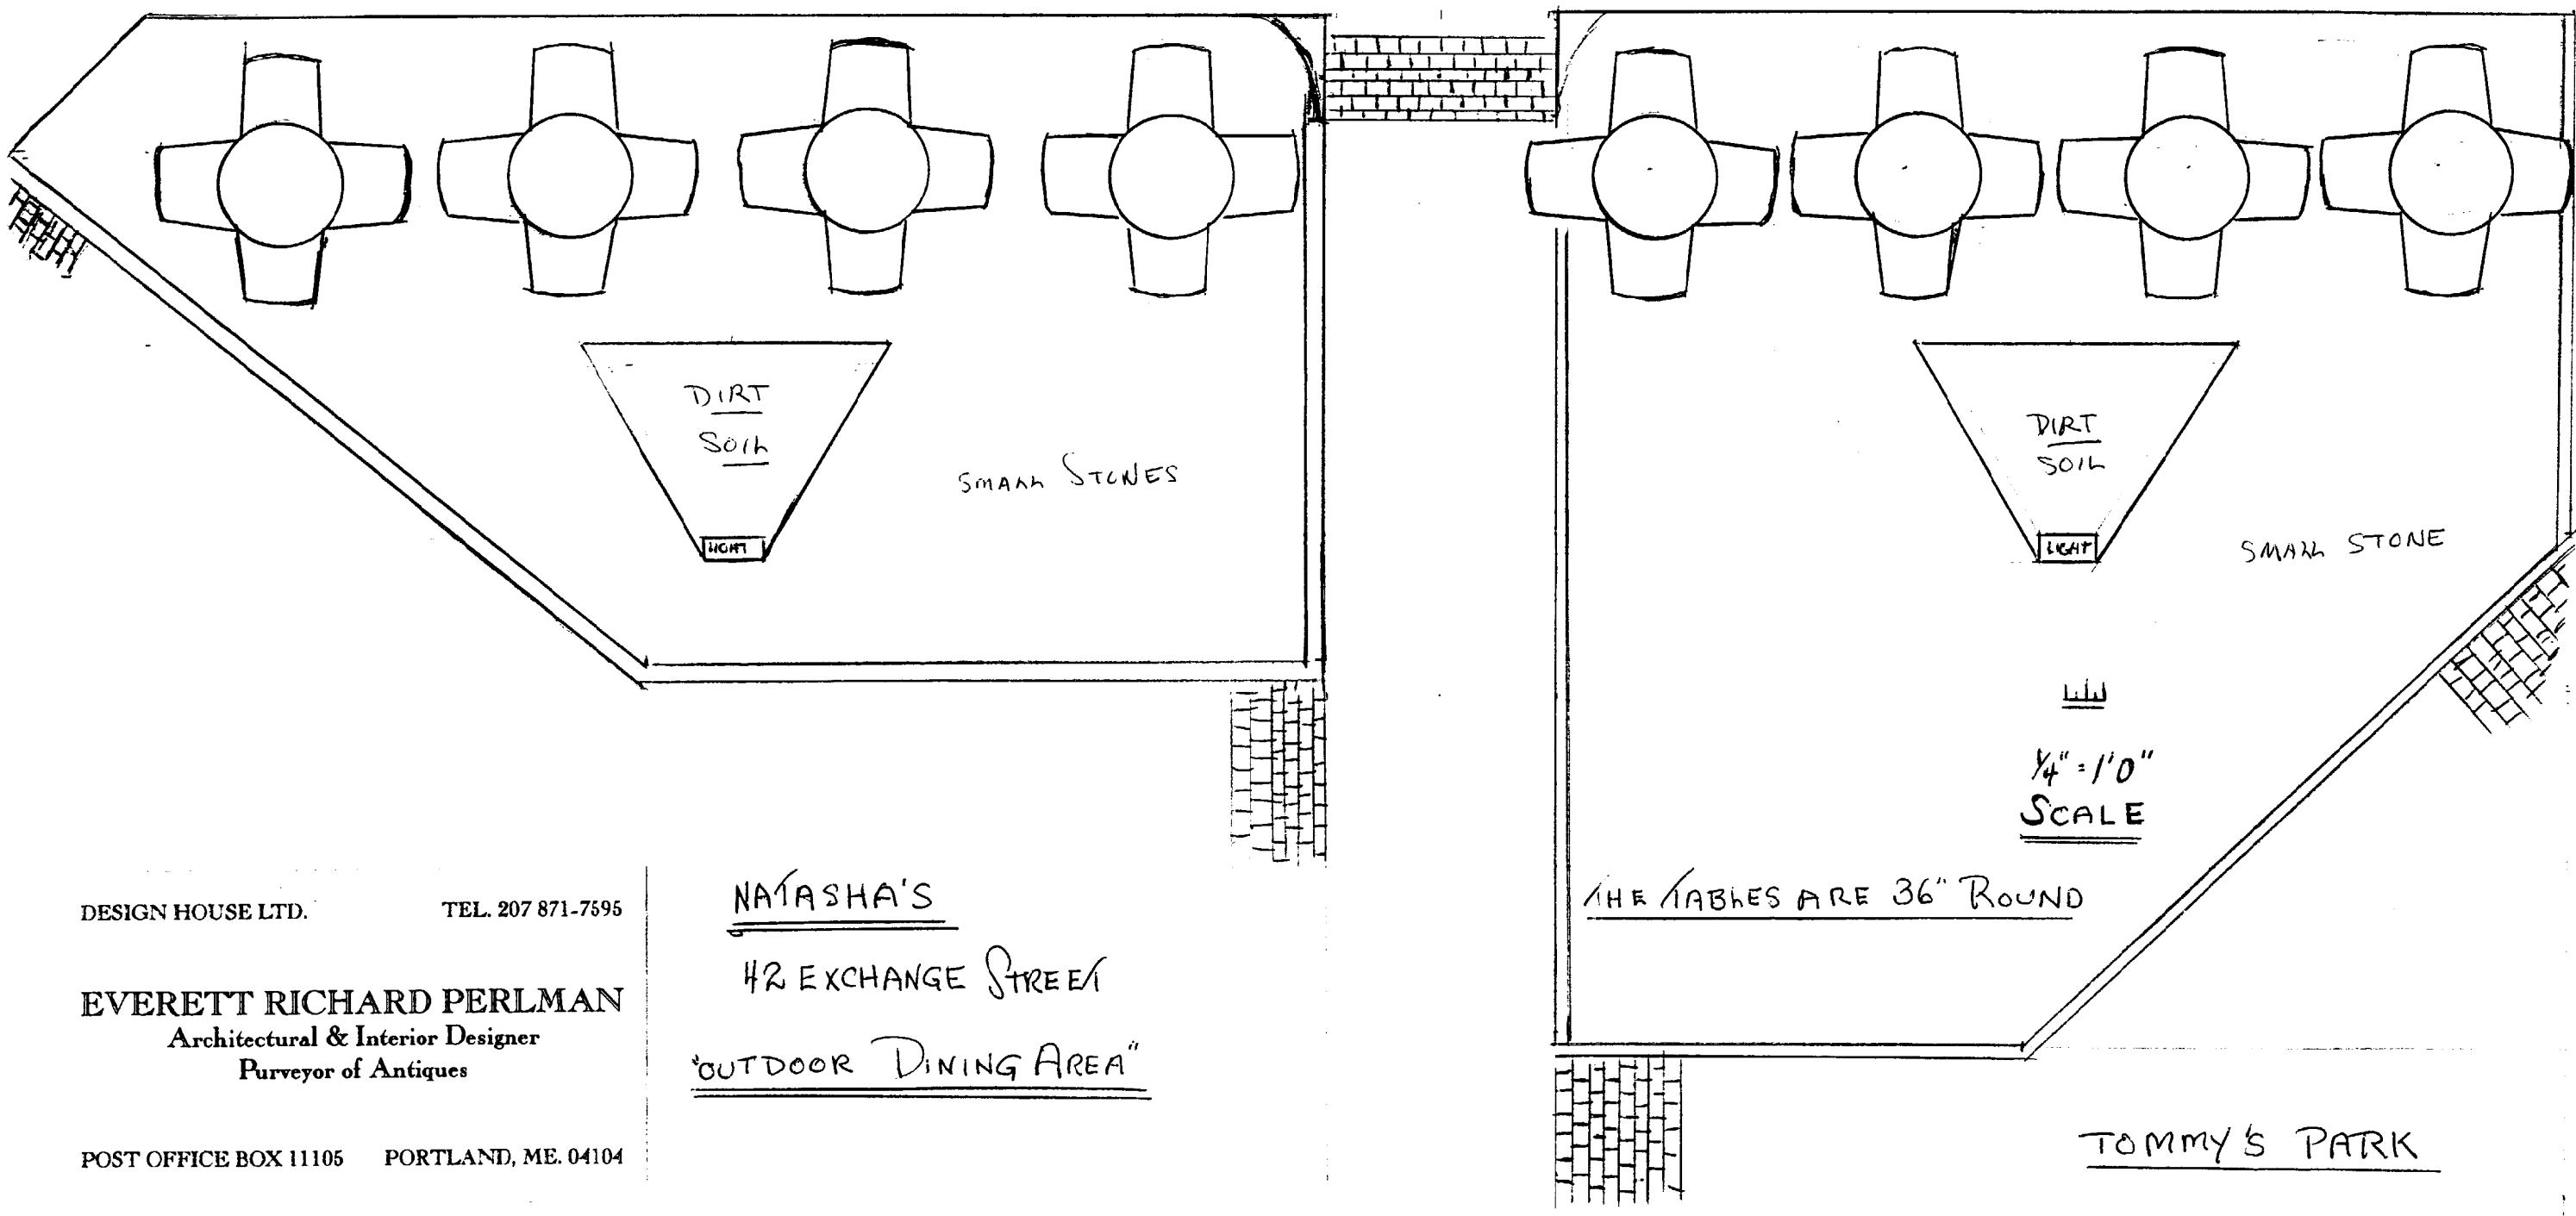 DIRT
SOIL
SMALL STONES
LIGHT
DIRT
SOIL
SMALL STONE
LIGHT
1/4" = 1'0"
SCALE
THE TABLES ARE 36" ROUND
DESIGN HOUSE LTD. TEL. 207 871-7595
EVERETT RICHARD PERLMAN
Architectural & Interior Designer
Purveyor of Antiques
POST OFFICE BOX 11105 PORTLAND, ME. 04104
NATASHA'S
42 EXCHANGE STREET
"OUTDOOR DINING AREA"
TOMMY'S PARK